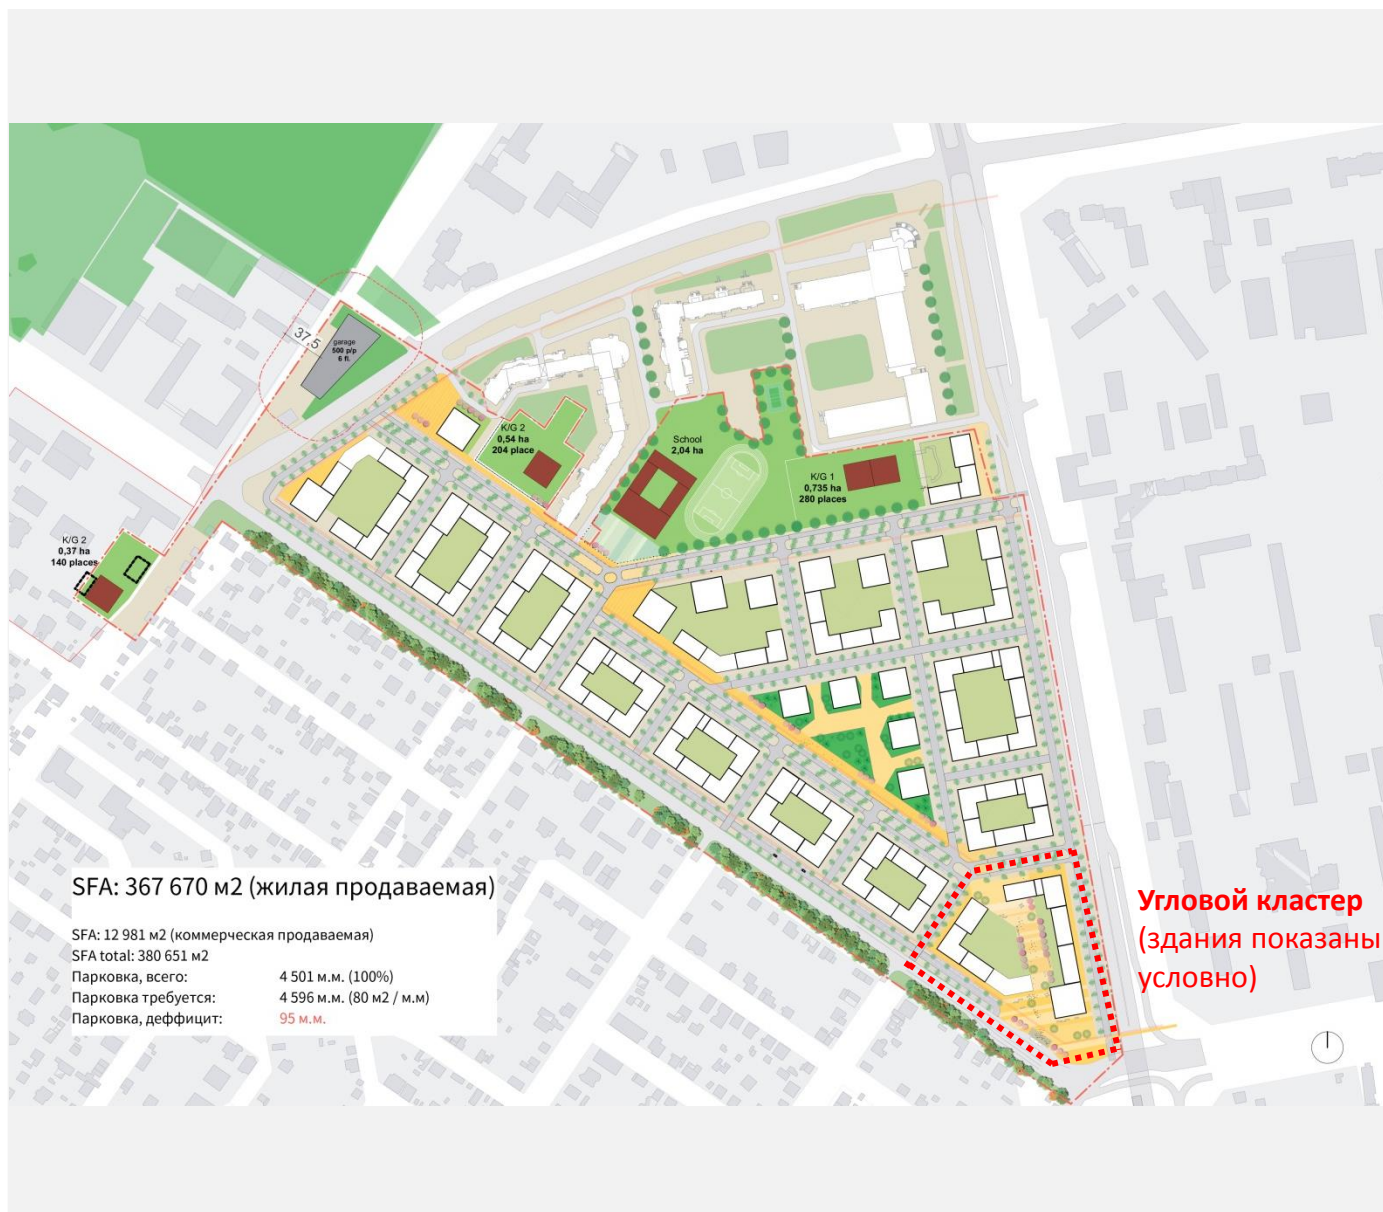 37.5
garage
500 p/p
6 fl.
K/G 2
0,54 ha
204 place
School
2,04 ha
K/G 1
0,735 ha
280 places
K/G 2
0,37 ha
140 places
SFA: 367 670 м2 (жилая продаваемая)
SFA: 12 981 м2 (коммерческая продаваемая)
SFA total: 380 651 м2
Парковка, всего: 4 501 м.м. (100%)
Парковка требуется: 4 596 м.м. (80 м2 / м.м)
Парковка, деффицит: 95 м.м.
Угловой кластер
(здания показаны
условно)